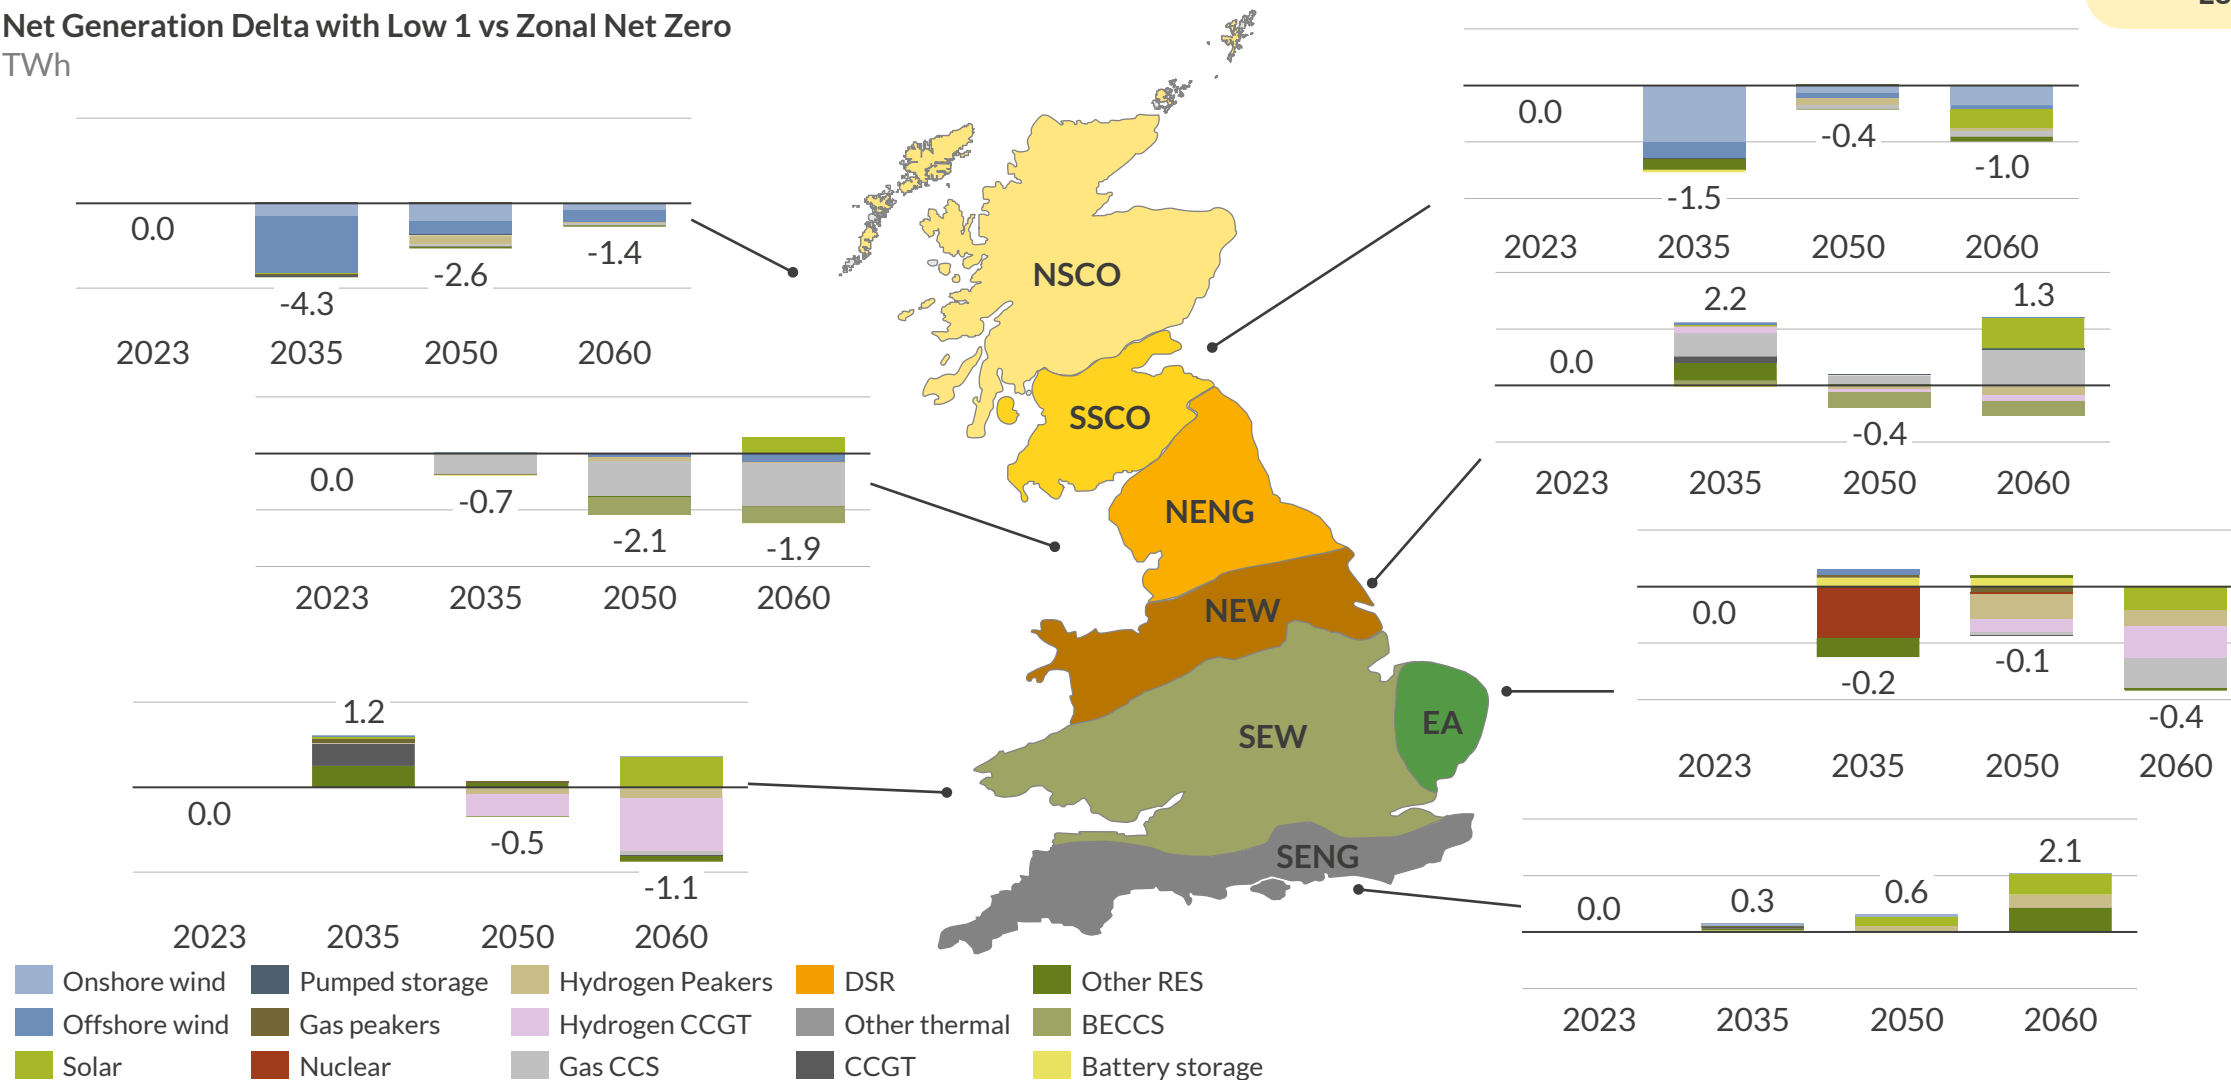 Net Generation Delta with Low 1 vs Zonal Net Zero
TWh
0.0
-4.3
-2.6
-1.4
2023 2035 2050 2060
0.0
-1.5
-0.4
-1.0
2023 2035 2050 2060
0.0
-0.7
-2.1
-1.9
2023 2035 2050 2060
0.0
2.2
-0.4
1.3
2023 2035 2050 2060
0.0
1.2
-0.5
-1.1
2023 2035 2050 2060
0.0
-0.2
-0.1
-0.4
2023 2035 2050 2060
0.0
0.3
0.6
2.1
2023 2035 2050 2060
NSCO
SSCO
NENG
NEW
SEW
EA
SENG
Onshore wind Pumped storage Hydrogen Peakers DSR Other RES
Offshore wind Gas peakers Hydrogen CCGT Other thermal BECCS
Solar Nuclear Gas CCS CCGT Battery storage